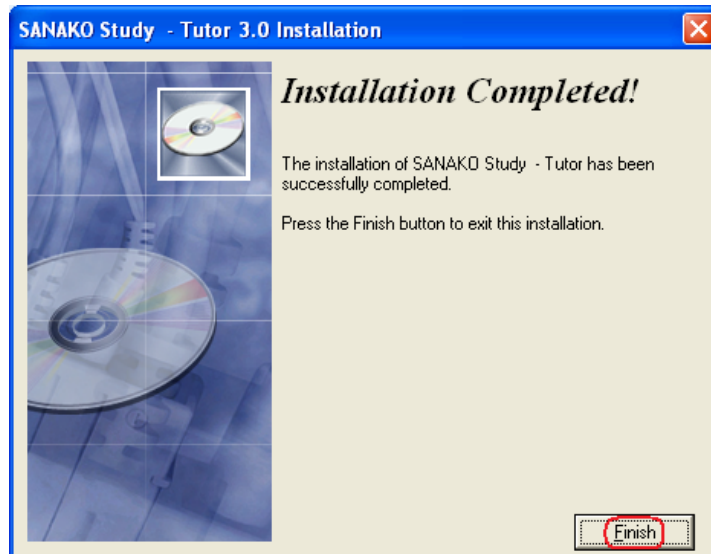 SANAKO Study  - Tutor 3.0 Installation
Installation Completed!
The installation of SANAKO Study  - Tutor has been
successfully completed.
Press the Finish button to exit this installation.
Finish